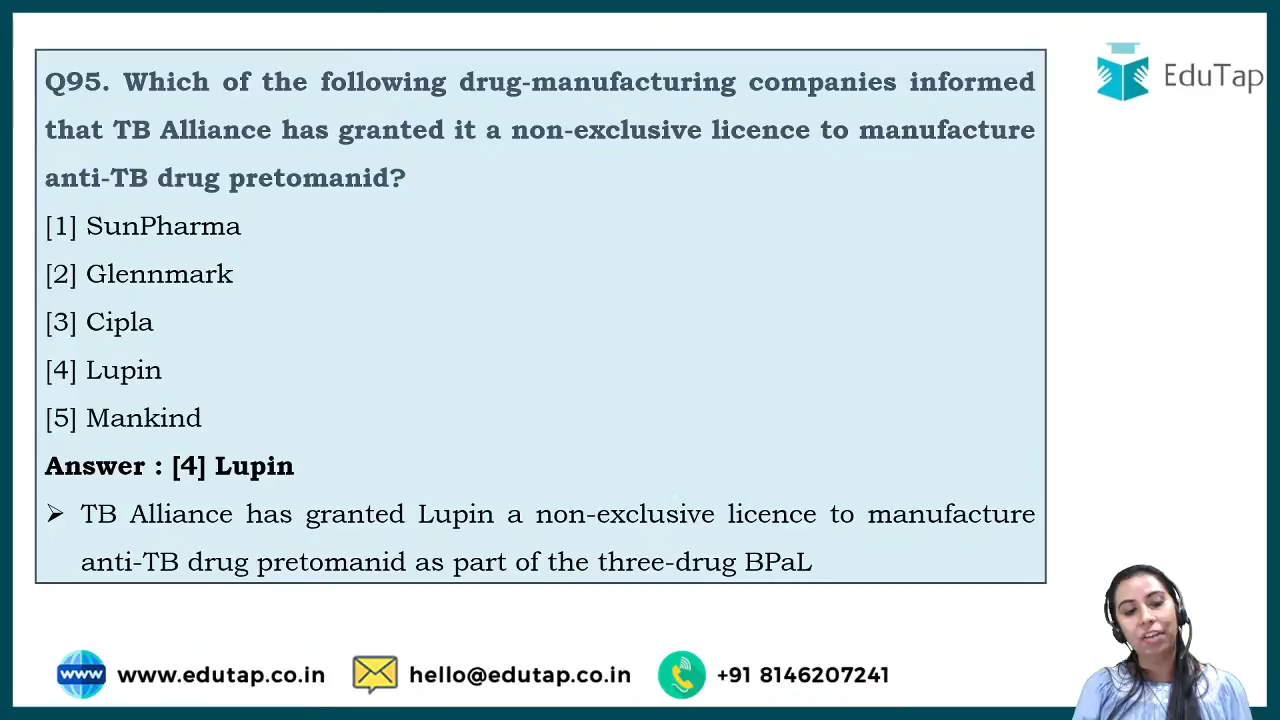 Q95. Which of the following drug-manufacturing companies informed
that TB Alliance has granted it a non-exclusive licence to manufacture
anti-TB drug pretomanid?
[1] SunPharma
[2] Glennmark
[3] Cipla
[4] Lupin
[5] Mankind
Answer : [4] Lupin
➢ TB Alliance has granted Lupin a non-exclusive licence to manufacture
anti-TB drug pretomanid as part of the three-drug BPaL
EduTap
www
www.edutap.co.in
hello@edutap.co.in
+91 8146207241